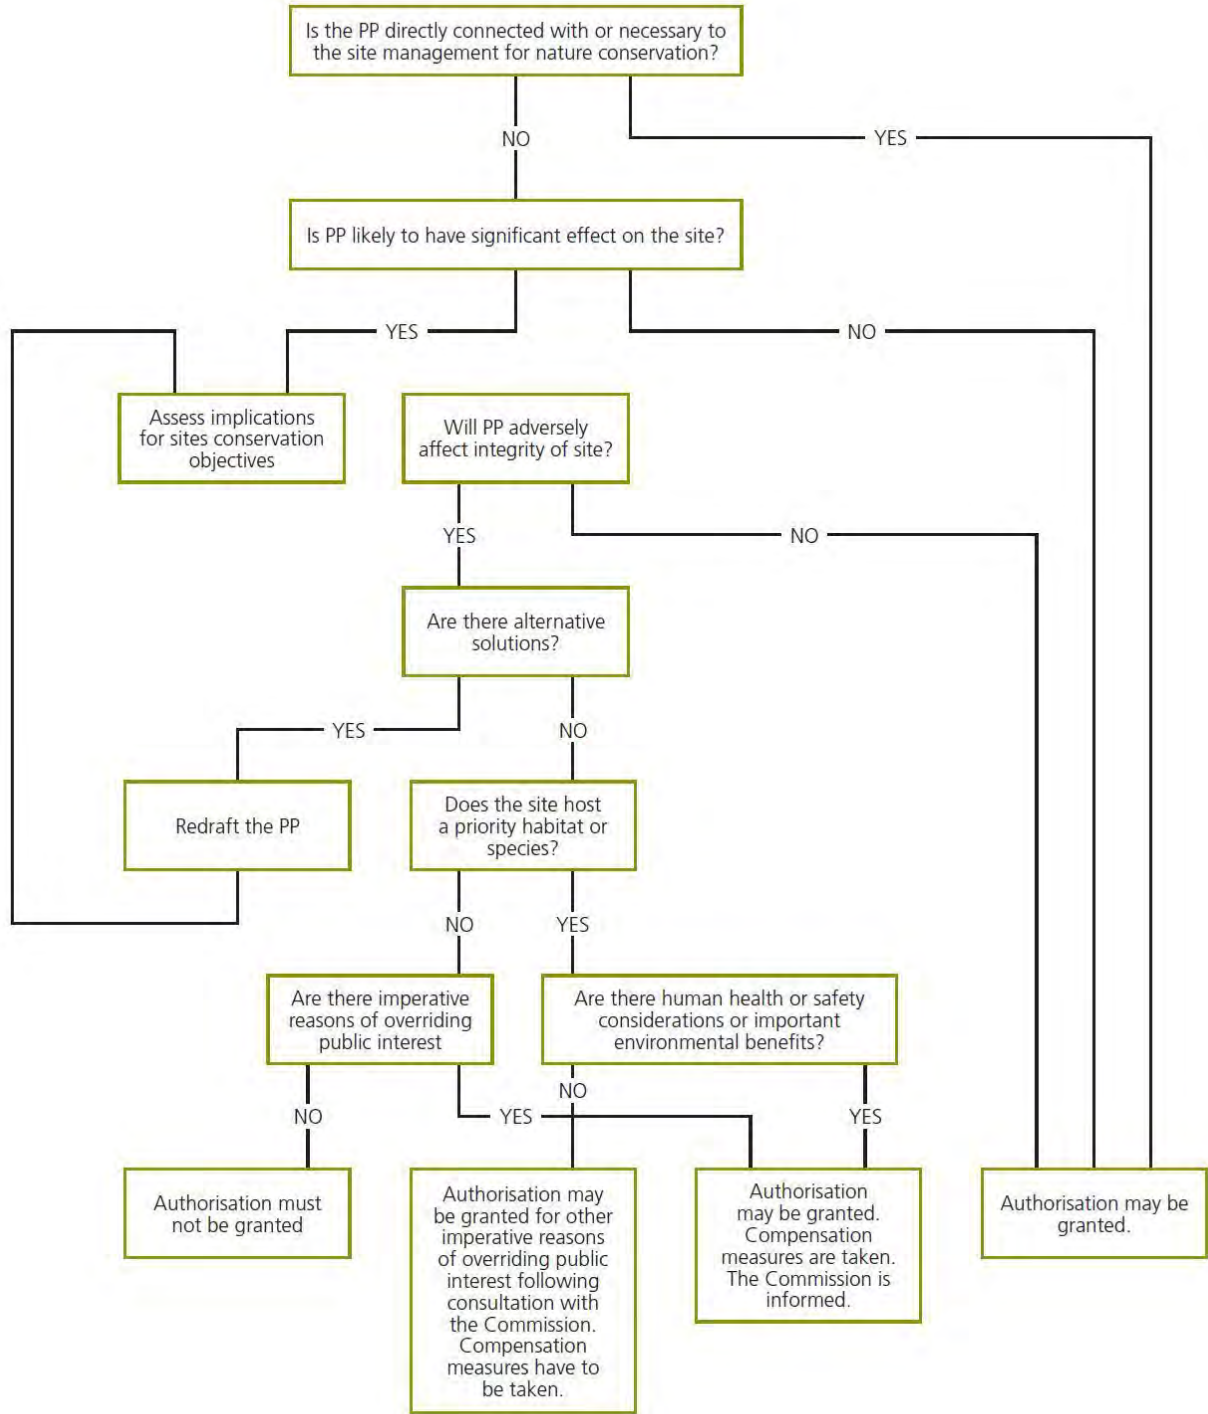 Is the PP directly connected with or necessary to
the site management for nature conservation?
NO
YES
Is PP likely to have significant effect on the site?
YES
NO
Assess implications
for sites conservation
objectives
Will PP adversely
affect integrity of site?
YES
NO
Are there alternative
solutions?
YES
NO
Redraft the PP
Does the site host
a priority habitat or
species?
NO
YES
Are there imperative
reasons of overriding
public interest
Are there human health or safety
considerations or important
environmental benefits?
NO
YES
NO
YES
Authorisation must
not be granted
Authorisation may
be granted for other
imperative reasons
of overriding public
interest following
consultation with
the Commission.
Compensation
measures have to
be taken.
Authorisation
may be granted.
Compensation
measures are taken.
The Commission is
informed.
Authorisation may be
granted.